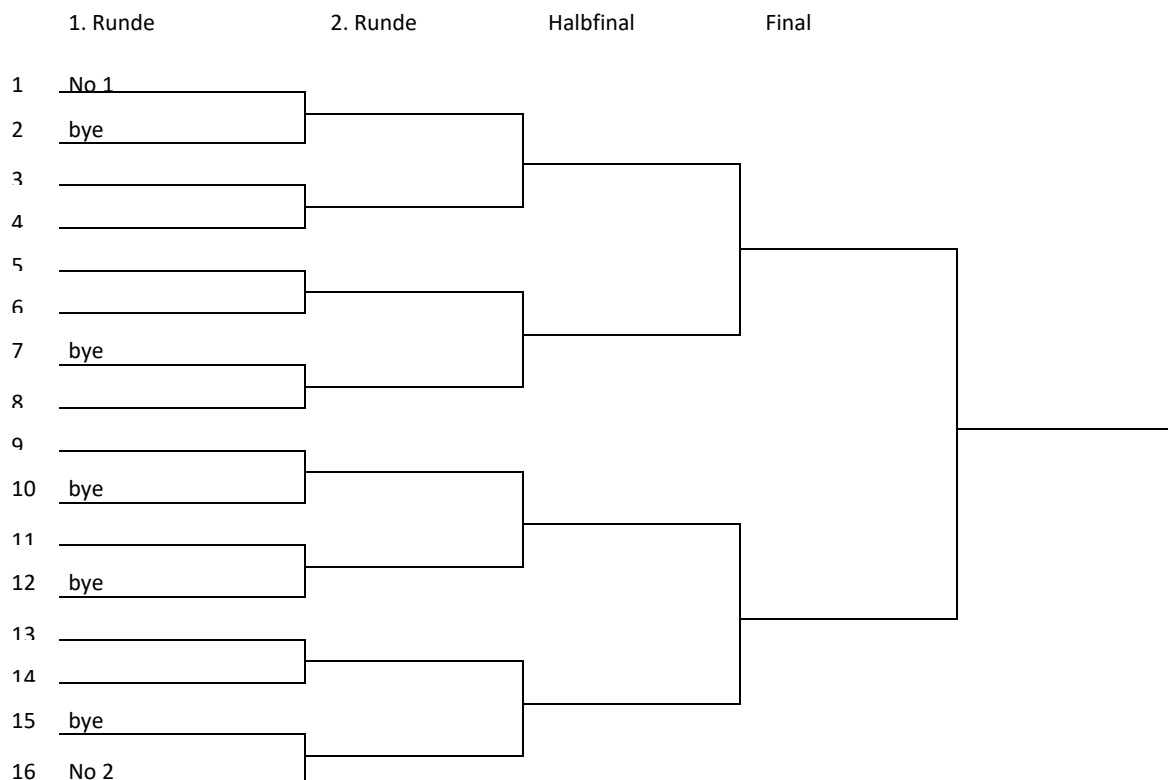 1. Runde 2. Runde Halbfinal Final
1 No 1
2 bye
3
4
5
6
7 bye
8
9
10 bye
11
12 bye
13
14
15 bye
16 No 2